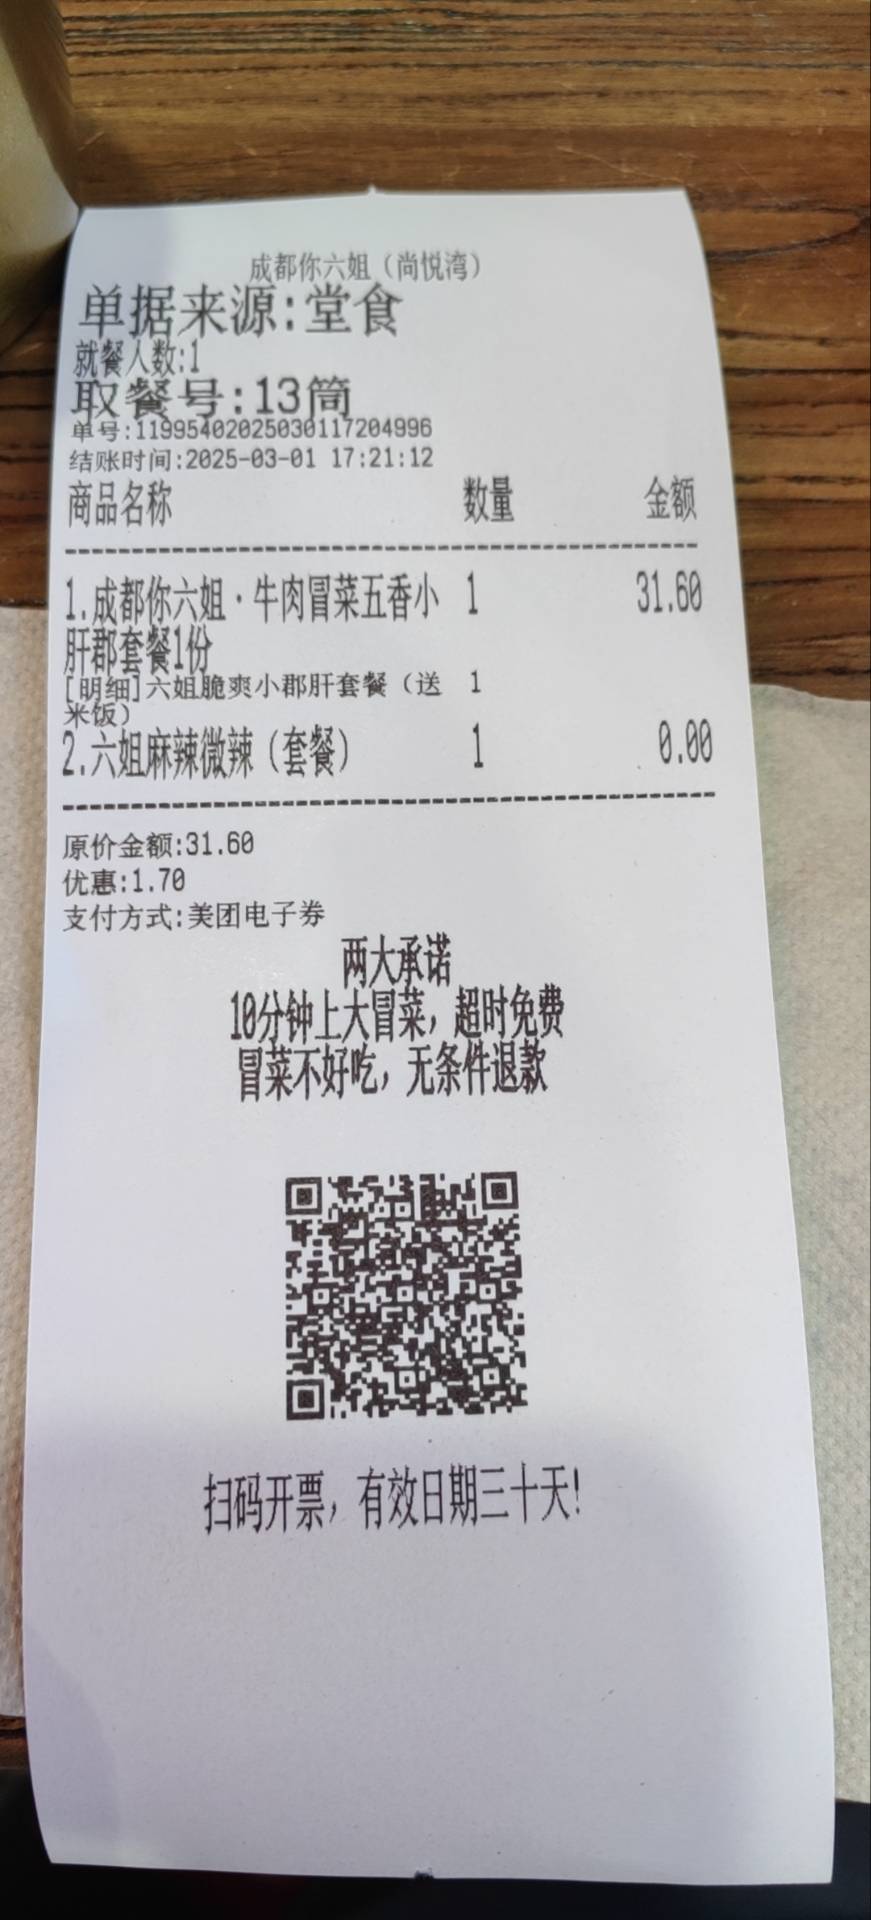 成都你六姐（尚悦湾）
单据来源:堂食
就餐人数:1
取餐号:13筒
单号:11995402025030117204996
结账时间:2025-03-01 17:21:12
商品名称 数量 金额
1.成都你六姐·牛肉冒菜五香小 1 31.60
肝郡套餐1份
[明细]六姐脆爽小郡肝套餐（送 1
米饭）
2.六姐麻辣微辣（套餐） 1 0.00
原价金额:31.60
优惠:1.70
支付方式:美团电子券
两大承诺
10分钟上大冒菜，超时免费
冒菜不好吃，无条件退款
扫码开票，有效日期三十天!